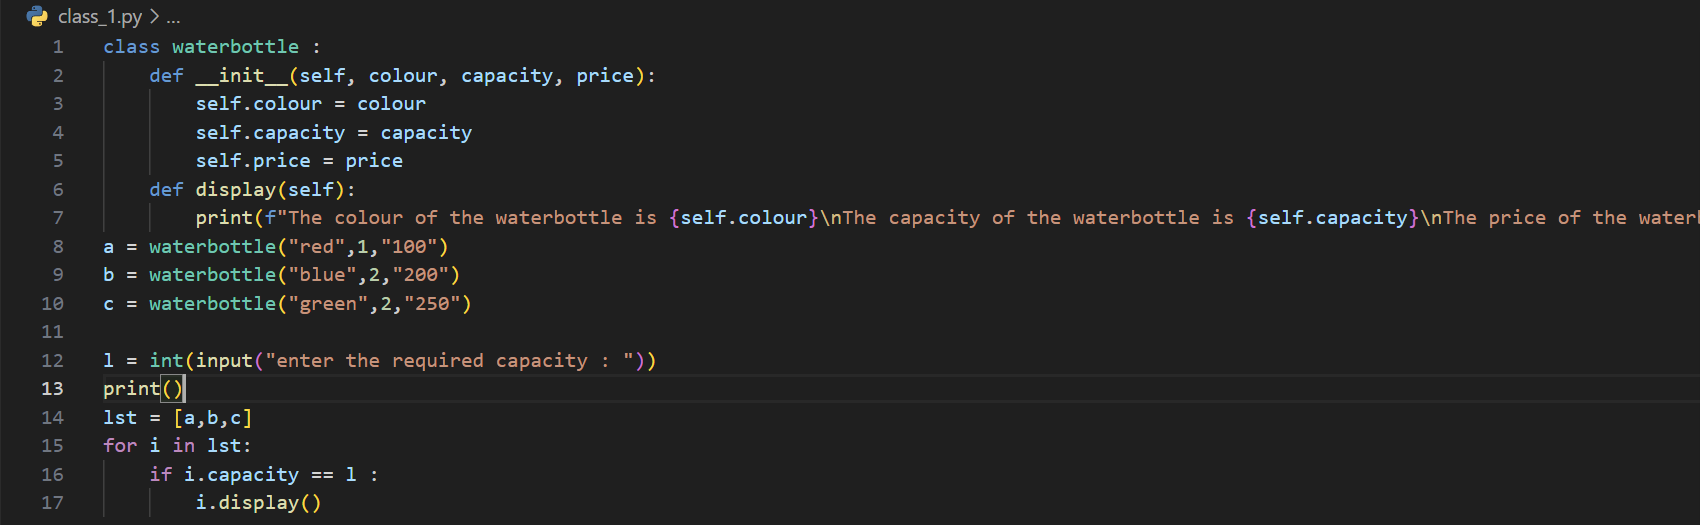 class_1.py > ...
1 class waterbottle :
2     def __init__(self, colour, capacity, price):
3         self.colour = colour
4         self.capacity = capacity
5         self.price = price
6     def display(self):
7         print(f"The colour of the waterbottle is {self.colour}\nThe capacity of the waterbottle is {self.capacity}\nThe price of the
8 a = waterbottle("red",1,"100")
9 b = waterbottle("blue",2,"200")
10 c = waterbottle("green",2,"250")
11
12 l = int(input("enter the required capacity : "))
13 print()
14 lst = [a,b,c]
15 for i in lst:
16     if i.capacity == l :
17         i.display()